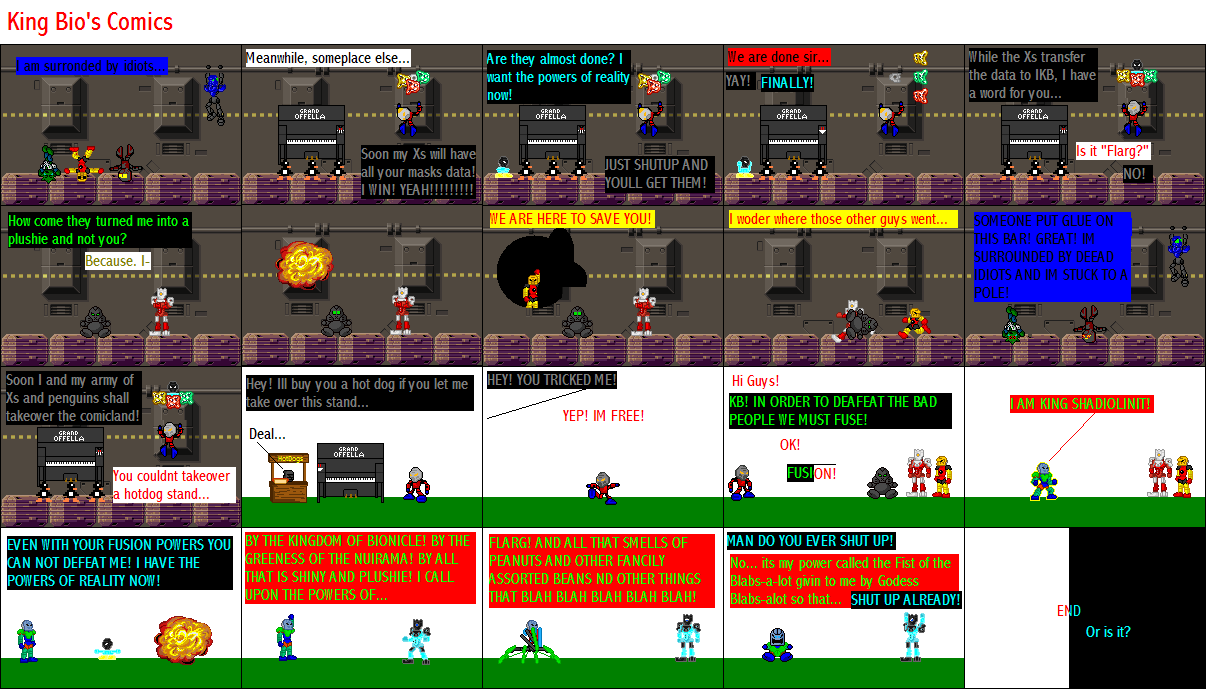 King Bio's Comics
I am surronded by idiots...
Meanwhile, someplace else...
GRAND
OFFELLA
Soon my Xs will have
all your masks data!
I WIN! YEAH!!!!!!!!!
Are they almost done? I
want the powers of reality
now!
GRAND
OFFELLA
JUST SHUTUP AND
YOULL GET THEM!
We are done sir...
YAY!
FINALLY!
GRAND
OFFELLA
While the Xs transfer
the data to IKB, I have
a word for you...
GRAND
OFFELLA
Is it "Flarg?"
NO!
How come they turned me into a
plushie and not you?
Because. I-
WE ARE HERE TO SAVE YOU!
I woder where those other guys went...
SOMEONE PUT GLUE ON
THIS BAR! GREAT! IM
SURROUNDED BY DEFAD
IDIOTS AND IM STUCK TO A
POLE!
Soon I and my army of
Xs and penguins shall
takeover the comicland!
GRAND
OFFELLA
You couldnt takeover
a hotdog stand...
Hey! Ill buy you a hot dog if you let me
take over this stand...
Deal...
HotDogs
GRAND
OFFELLA
HEY! YOU TRICKED ME!
YEP! IM FREE!
Hi Guys!
KB! IN ORDER TO DEAFEAT THE BAD
PEOPLE WE MUST FUSE!
OK!
FUSION!
I AM KING SHADIOLINIT!
EVEN WITH YOUR FUSION POWERS YOU
CAN NOT DEFEAT ME! I HAVE THE
POWERS OF REALITY NOW!
BY THE KINGDOM OF BIONICLE! BY THE
GREENESS OF THE NUIRAMA! BY ALL
THAT IS SHINY AND PLUSHIE! I CALL
UPON THE POWERS OF...
FLARG! AND ALL THAT SMELLS OF
PEANUTS AND OTHER FANCILY
ASSORTED BEANS ND OTHER THINGS
THAT BLAH BLAH BLAH BLAH BLAH!
MAN DO YOU EVER SHUT UP!
No... its my power called the Fist of the
Blabs-a-lot givin to me by Godess
Blabs-alot so that...
SHUT UP ALREADY!
END
Or is it?